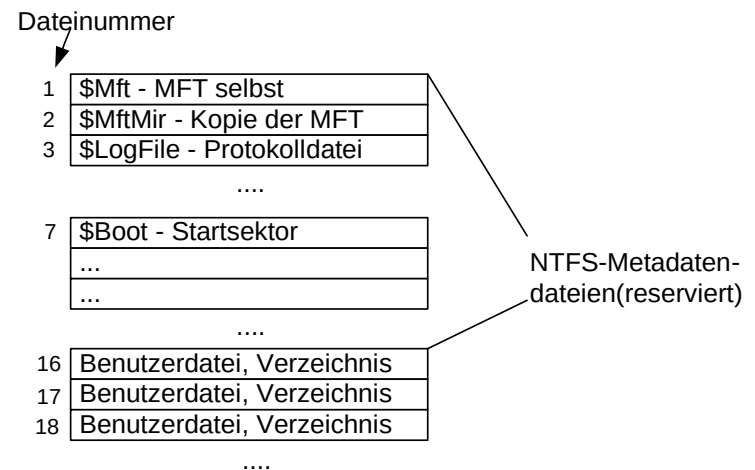 Dateinummer
1 $Mft - MFT selbst
2 $MftMir - Kopie der MFT
3 $LogFile - Protokolldatei
....
7 $Boot - Startsektor
...
...
NTFS-Metadaten-
dateien(reserviert)
....
16 Benutzerdatei, Verzeichnis
17 Benutzerdatei, Verzeichnis
18 Benutzerdatei, Verzeichnis
....